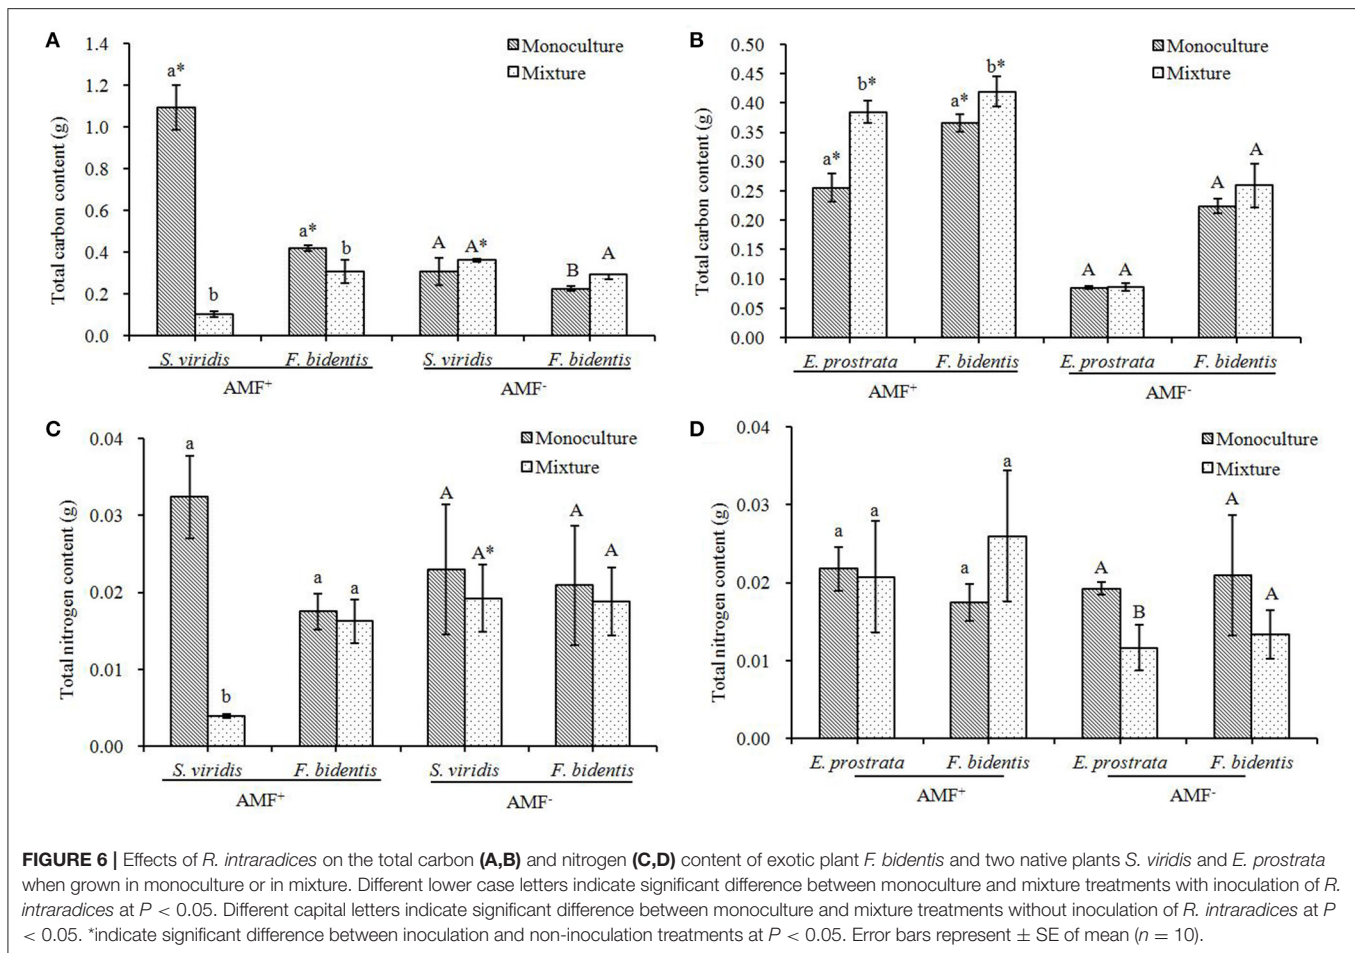 A
Monoculture
Mixture
Total carbon content (g)
1.4
1.2
1.0
0.8
0.6
0.4
0.2
0.0
a*
b
a*
b
A
A*
B
A
S. viridis
F. bidentis
S. viridis
F. bidentis
AMF⁺
AMF⁻
B
Monoculture
Mixture
Total carbon content (g)
0.50
0.45
0.40
0.35
0.30
0.25
0.20
0.15
0.10
0.05
0.00
a*
b*
a*
b*
A
A
A
A
E. prostrata
F. bidentis
E. prostrata
F. bidentis
AMF⁺
AMF⁻
C
Monoculture
Mixture
Total nitrogen content (g)
0.04
0.03
0.02
0.01
0.00
a
b
a
a
A
A*
A
A
S. viridis
F. bidentis
S. viridis
F. bidentis
AMF⁺
AMF⁻
D
Monoculture
Mixture
Total nitrogen content (g)
0.04
0.03
0.02
0.01
0.00
a
a
a
a
A
B
A
A
E. prostrata
F. bidentis
E. prostrata
F. bidentis
AMF⁺
AMF⁻
FIGURE 6 | Effects of R. intraradices on the total carbon (A,B) and nitrogen (C,D) content of exotic plant F. bidentis and two native plants S. viridis and E. prostrata
when grown in monoculture or in mixture. Different lower case letters indicate significant difference between monoculture and mixture treatments with inoculation of R.
intraradices at P < 0.05. Different capital letters indicate significant difference between monoculture and mixture treatments without inoculation of R. intraradices at P
< 0.05. *indicate significant difference between inoculation and non-inoculation treatments at P < 0.05. Error bars represent ± SE of mean (n = 10).